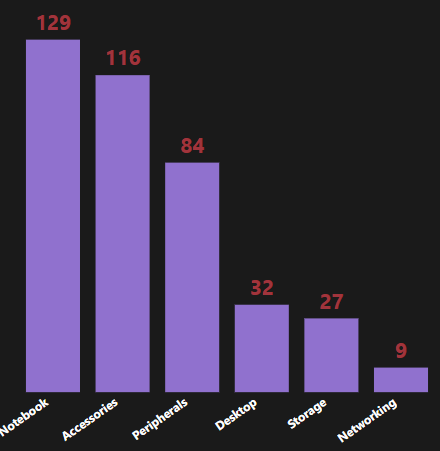 129
116
84
32
27
9
Notebook
Accessories
Peripherals
Desktop
Storage
Networking